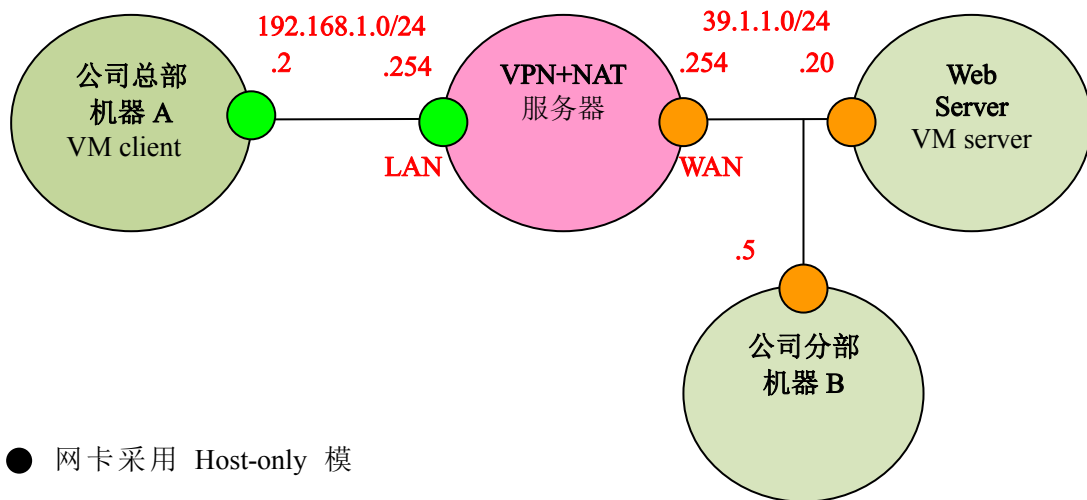 192.168.1.0/24
39.1.1.0/24
公司总部
机器 A
VM client
.2
.254
LAN
VPN+NAT
服务器
.254
WAN
.20
Web
Server
VM server
.5
公司分部
机器 B
网卡采用 Host-only 模